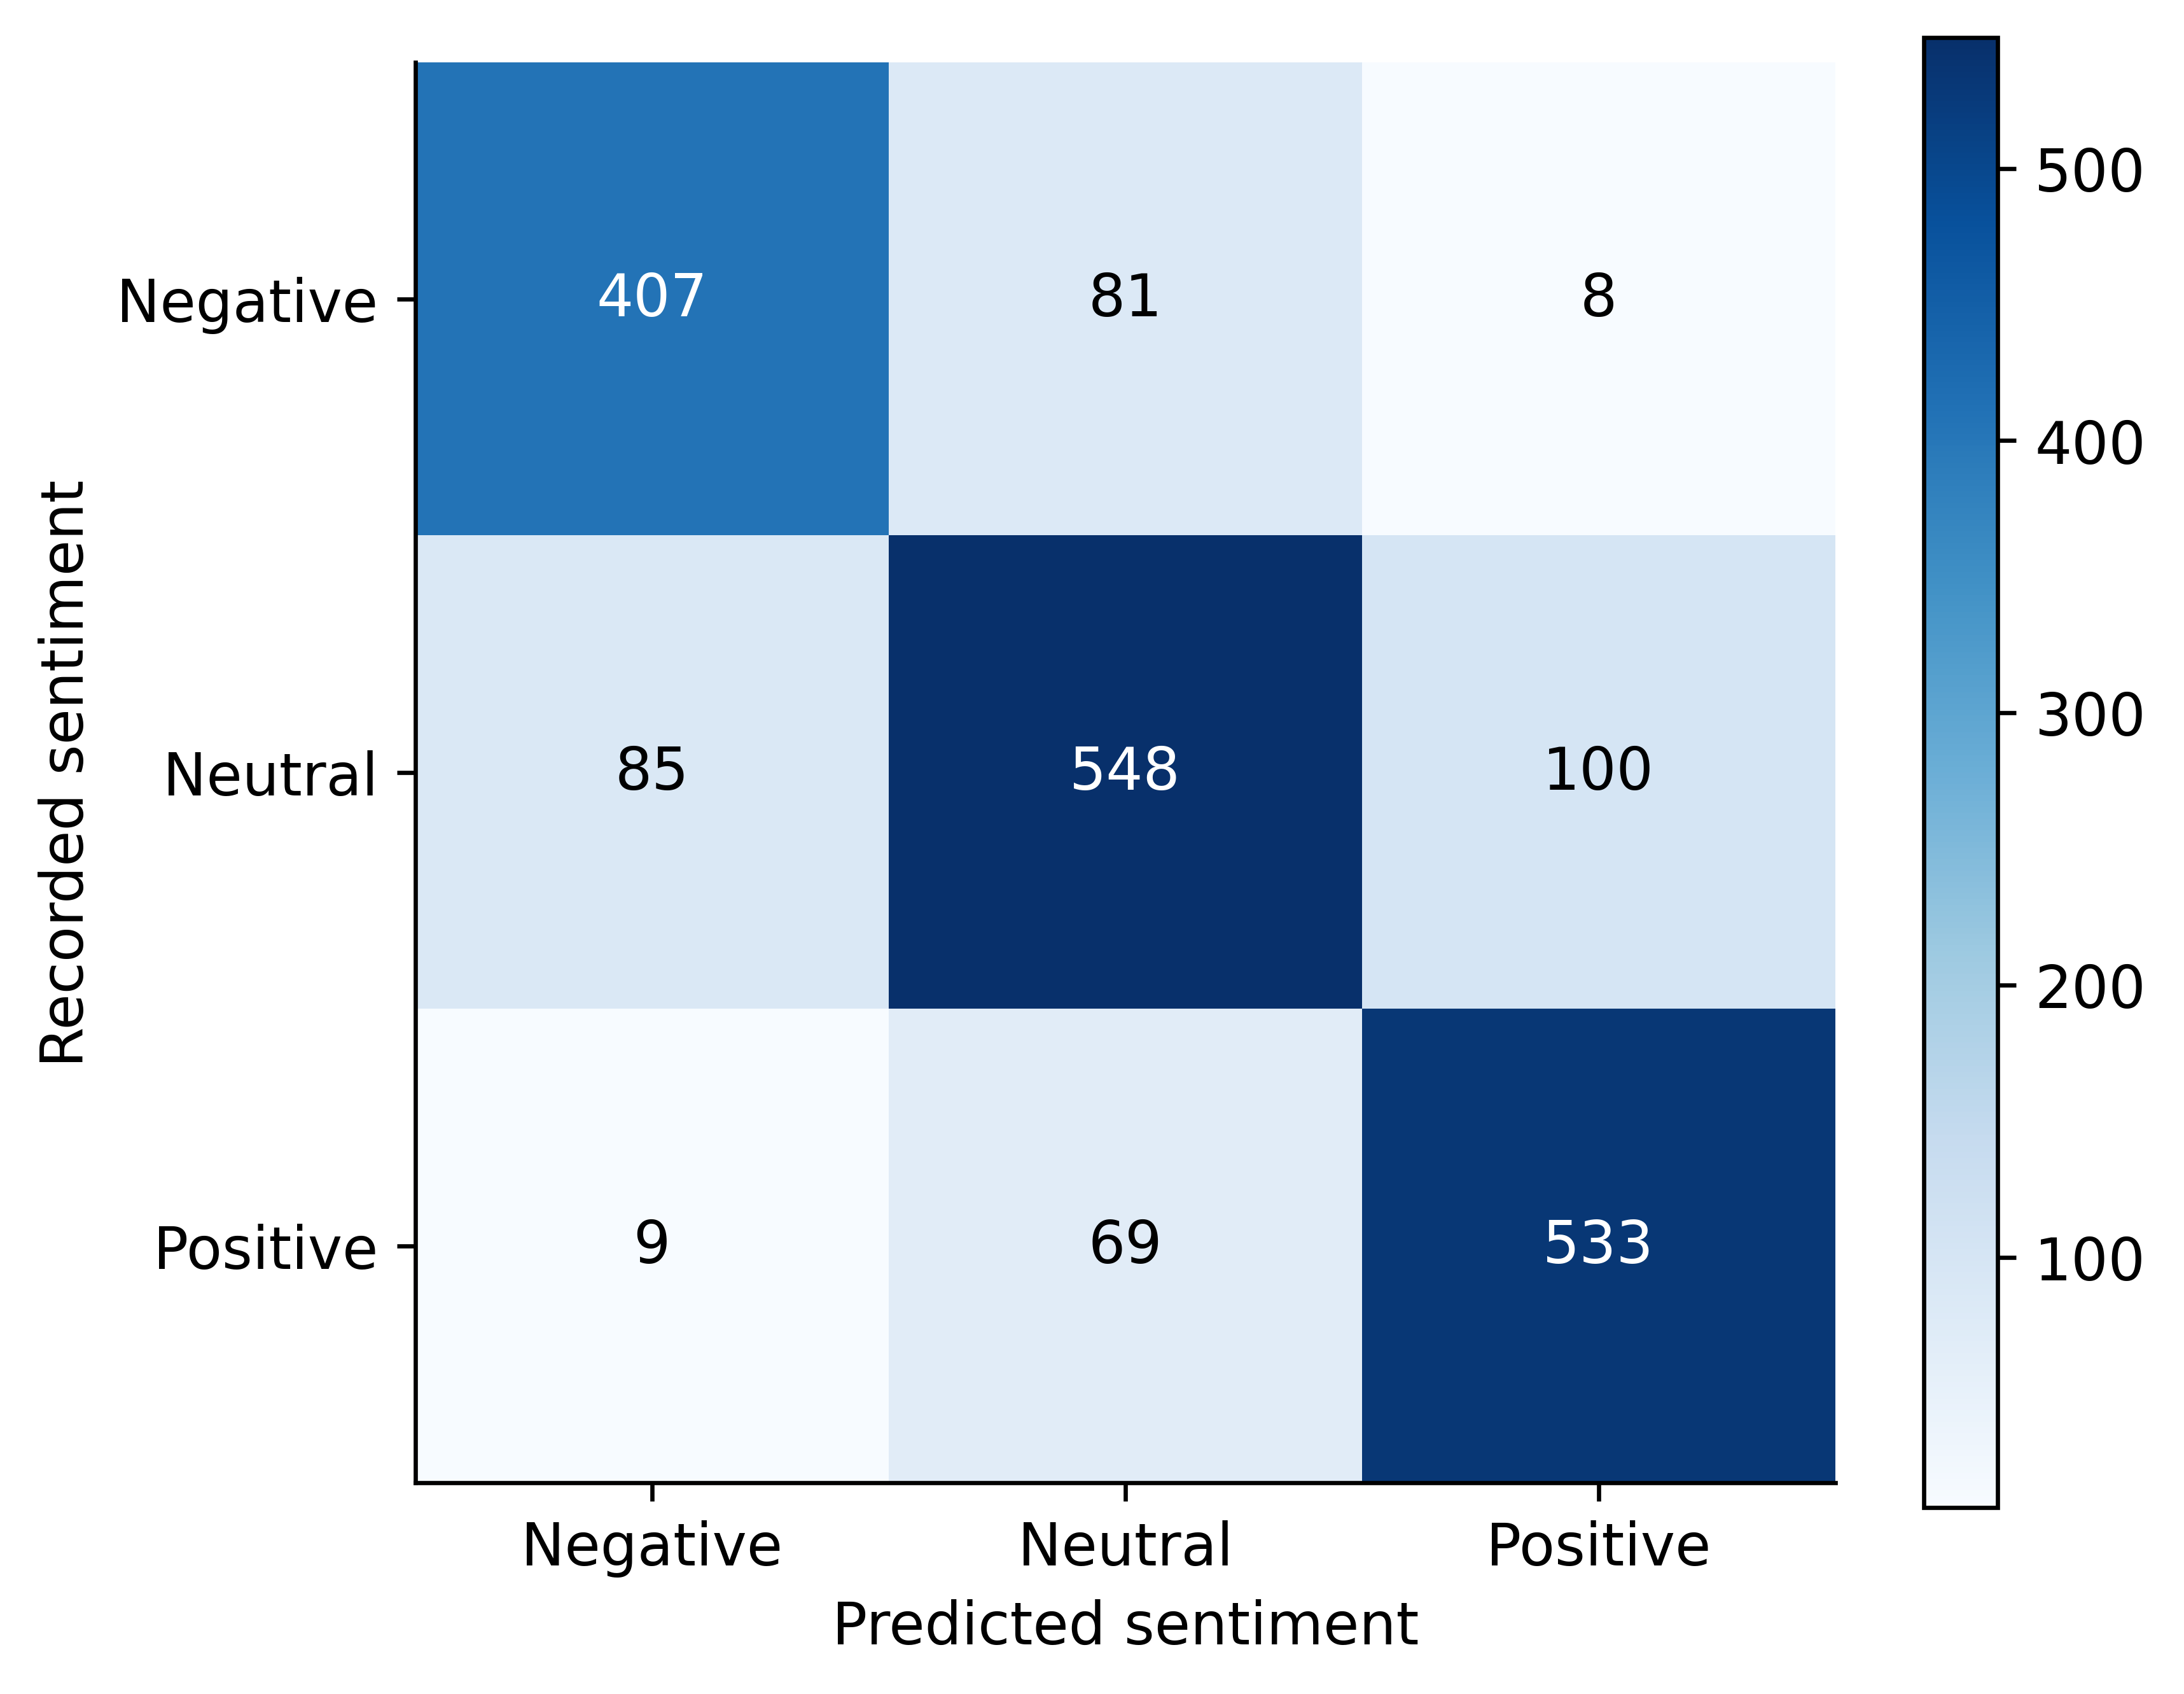 Recorded sentiment
Negative
407 81 8
Neutral
85 548 100
Positive
9 69 533
Negative Neutral Positive
Predicted sentiment
500
400
300
200
100